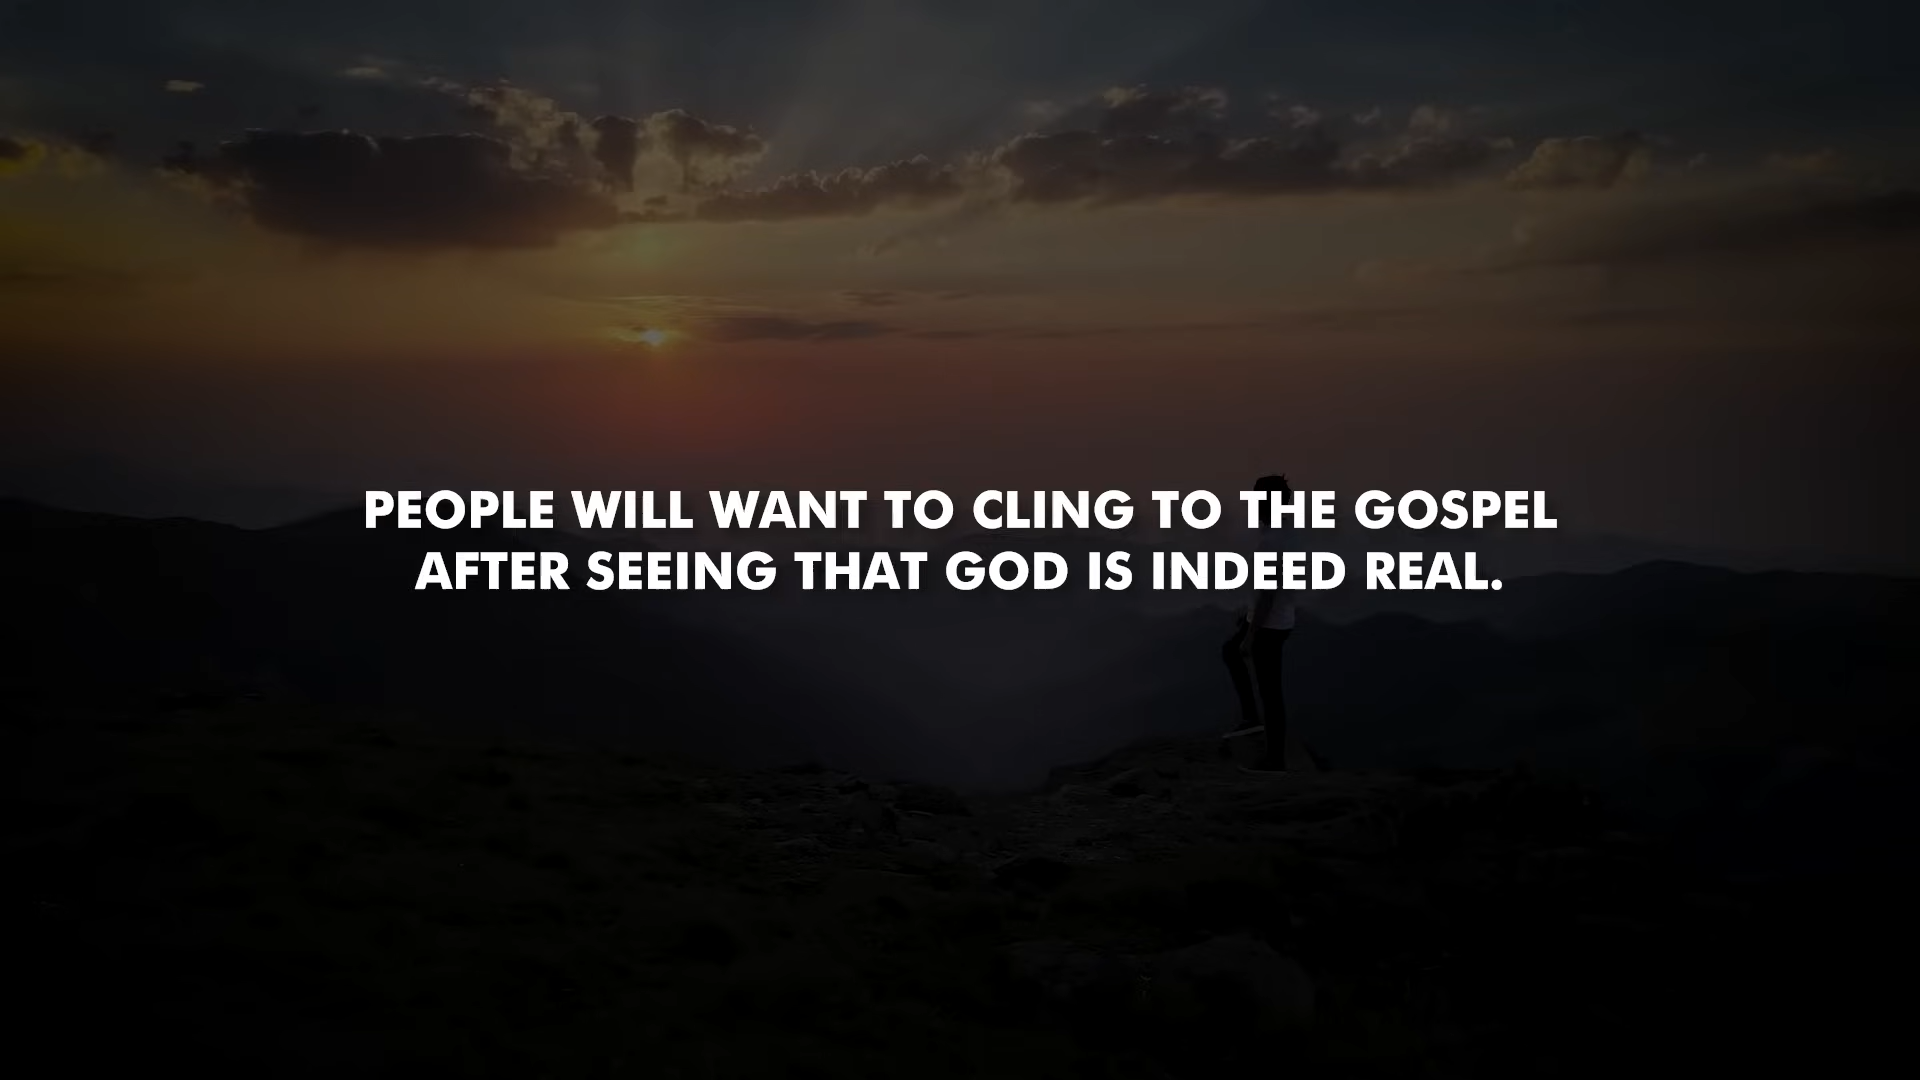 PEOPLE WILL WANT TO CLING TO THE GOSPEL
AFTER SEEING THAT GOD IS INDEED REAL.